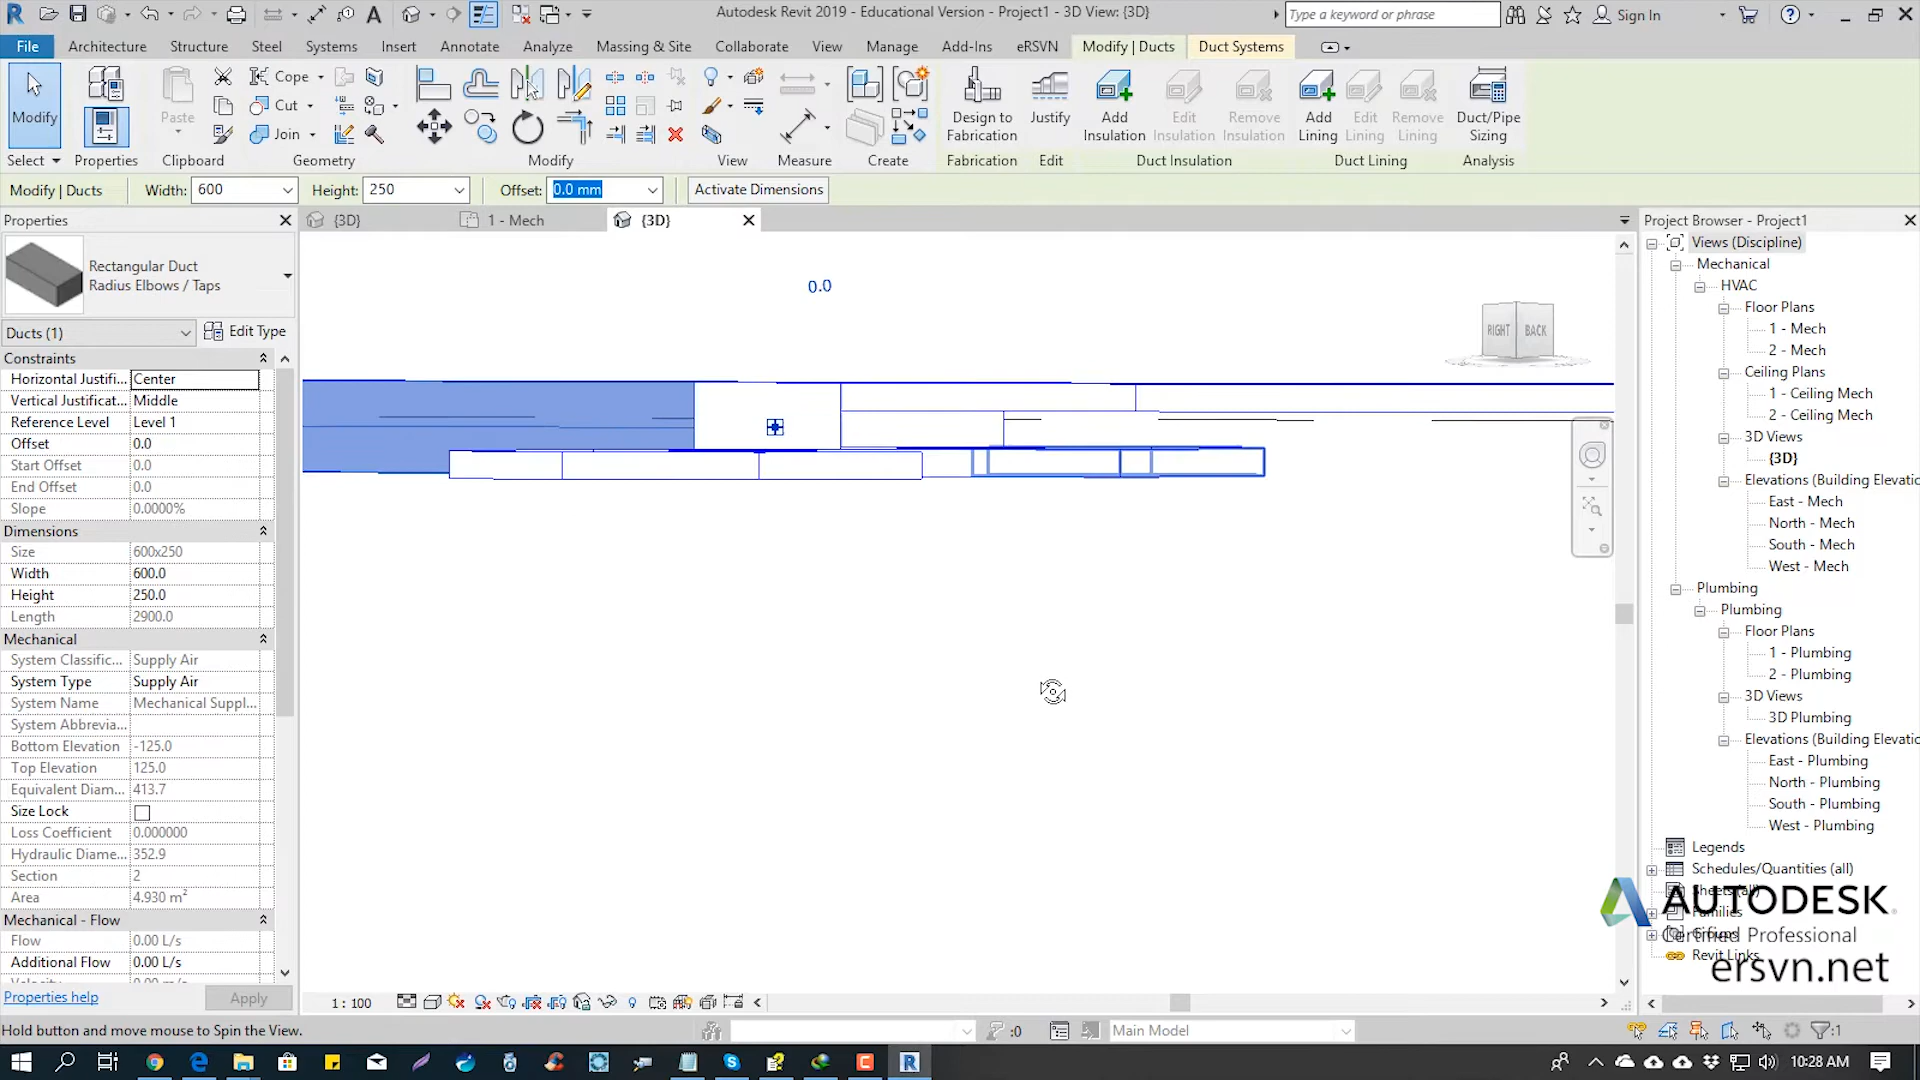 Autodesk Revit 2019 - Educational Version - Project1 - 3D View: {3D}
Type a keyword or phrase
Sign In
File Architecture Structure Steel Systems Insert Annotate Analyze Massing & Site Collaborate View Manage Add-Ins eRSVN Modify | Ducts Duct Systems
Modify
Paste
Cope
Cut
Join
Design to Fabrication
Justify
Add Insulation
Edit Insulation
Remove Insulation
Add Lining
Edit Lining
Remove Lining
Duct/Pipe Sizing
Select Properties Clipboard Geometry Modify View Measure Create Fabrication Edit Duct Insulation Duct Lining Analysis
Modify | Ducts Width: 600 Height: 250 Offset: 0.0 mm Activate Dimensions
Properties
{3D} 1 - Mech {3D}
Rectangular Duct
Radius Elbows / Taps
Ducts (1) Edit Type
Constraints
Horizontal Justifi... Center
Vertical Justificat... Middle
Reference Level Level 1
Offset 0.0
Start Offset 0.0
End Offset 0.0
Slope 0.0000%
Dimensions
Size 600x250
Width 600.0
Height 250.0
Length 2900.0
Mechanical
System Classific... Supply Air
System Type Supply Air
System Name Mechanical Suppl...
System Abbrevia...
Bottom Elevation -125.0
Top Elevation 125.0
Equivalent Diam... 413.7
Size Lock
Loss Coefficient 0.000000
Hydraulic Diame... 352.9
Section 2
Area 4.930 m²
Mechanical - Flow
Flow 0.00 L/s
Additional Flow 0.00 L/s
Properties help Apply
0.0
RIGHT BACK
1 : 100
Project Browser - Project1
Views (Discipline)
Mechanical
HVAC
Floor Plans
1 - Mech
2 - Mech
Ceiling Plans
1 - Ceiling Mech
2 - Ceiling Mech
3D Views
{3D}
Elevations (Building Elevatic
East - Mech
North - Mech
South - Mech
West - Mech
Plumbing
Plumbing
Floor Plans
1 - Plumbing
2 - Plumbing
3D Views
3D Plumbing
Elevations (Building Elevatic
East - Plumbing
North - Plumbing
South - Plumbing
West - Plumbing
Legends
Schedules/Quantities (all)
Sheets (all)
Families
Groups
Revit Links
AUTODESK
Certified Professional
ersvn.net
Hold button and move mouse to Spin the View.
:0
Main Model
:1
10:28 AM